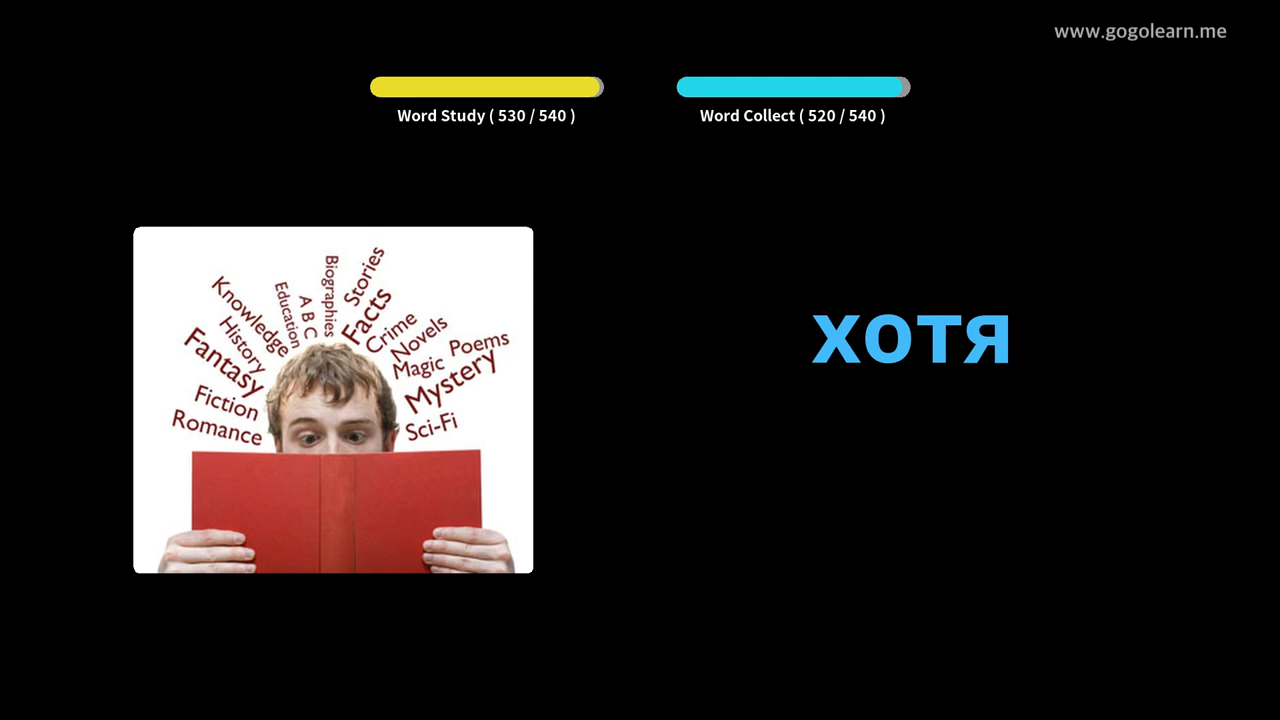 www.gogolearn.me
Word Study ( 530 / 540 )
Word Collect ( 520 / 540 )
хотя
Biographies
Stories
Knowledge
Education
A B C
Facts
History
Crime
Novels
Fantasy
Magic
Poems
Mystery
Fiction
Romance
Sci-Fi